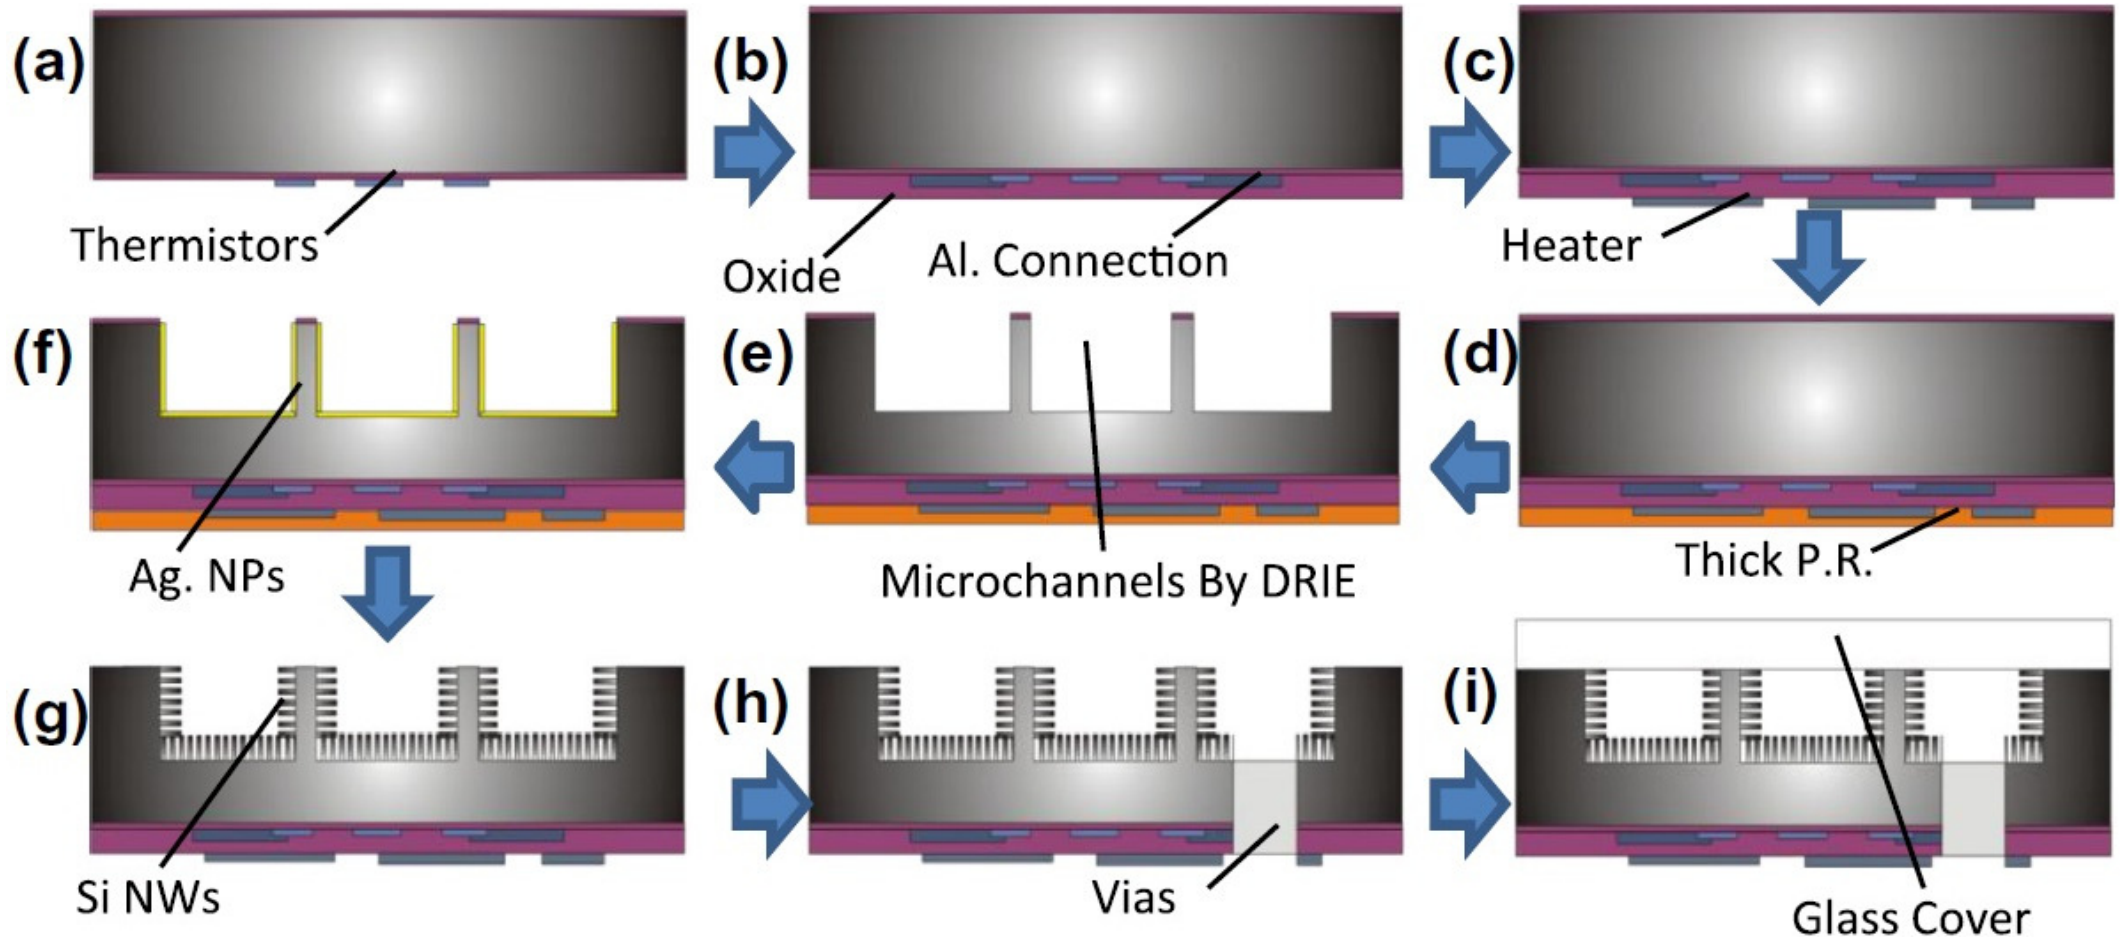 (a)
(b)
(c)
Thermistors
Oxide
Al. Connection
Heater
(f)
(e)
(d)
Ag. NPs
Microchannels By DRIE
Thick P.R.
(g)
(h)
(i)
Si NWs
Vias
Glass Cover